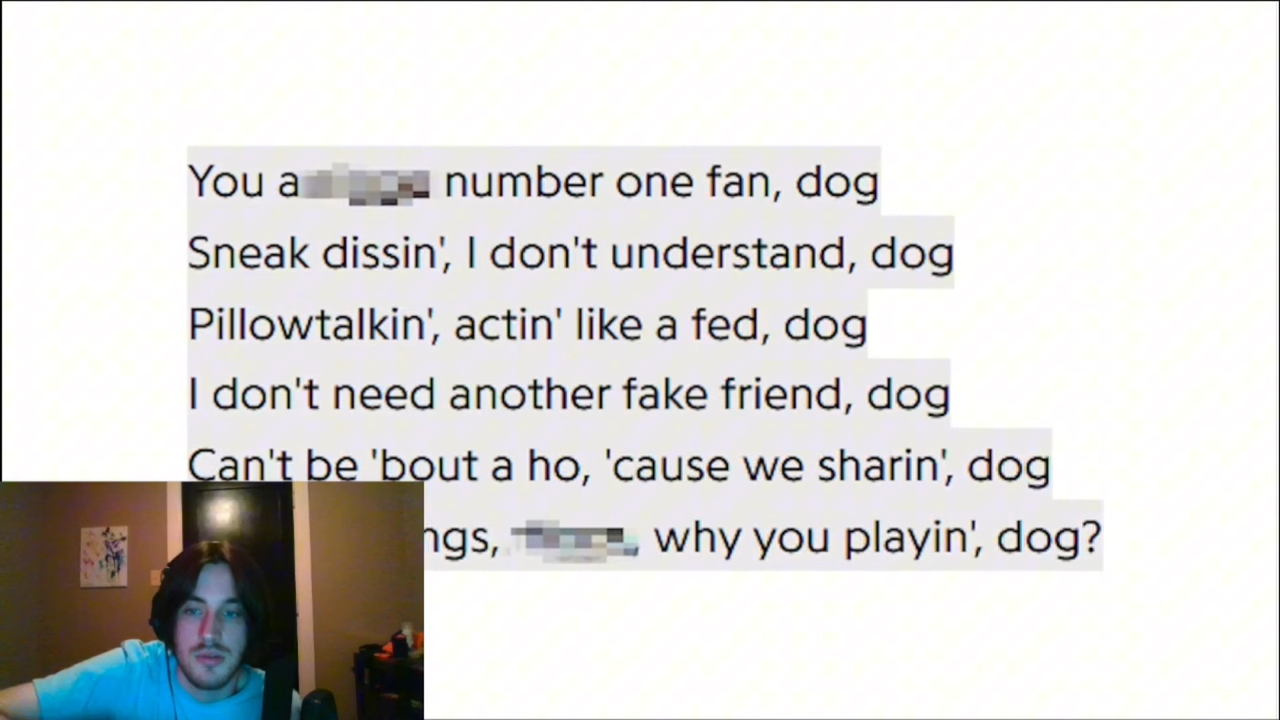 You a number one fan, dog
Sneak dissin', I don't understand, dog
Pillowtalkin', actin' like a fed, dog
I don't need another fake friend, dog
Can't be 'bout a ho, 'cause we sharin', dog
why you playin', dog?